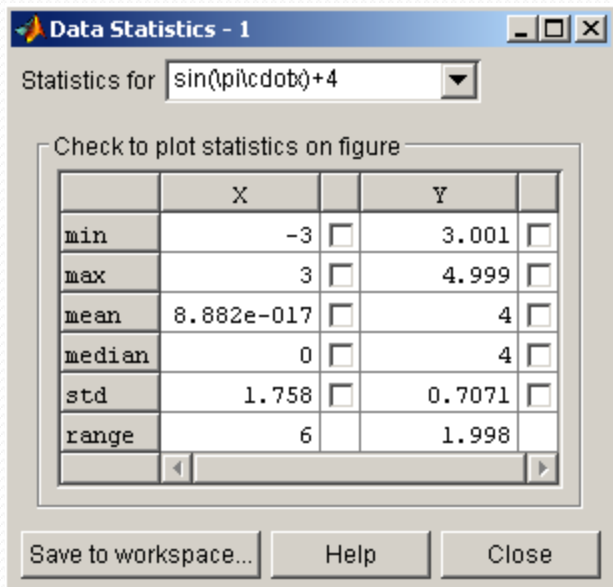 Data Statistics - 1
Statistics for sin(\pi\cdotx)+4
Check to plot statistics on figure
X Y
min -3 3.001
max 3 4.999
mean 8.882e-017 4
median 0 4
std 1.758 0.7071
range 6 1.998
Save to workspace... Help Close